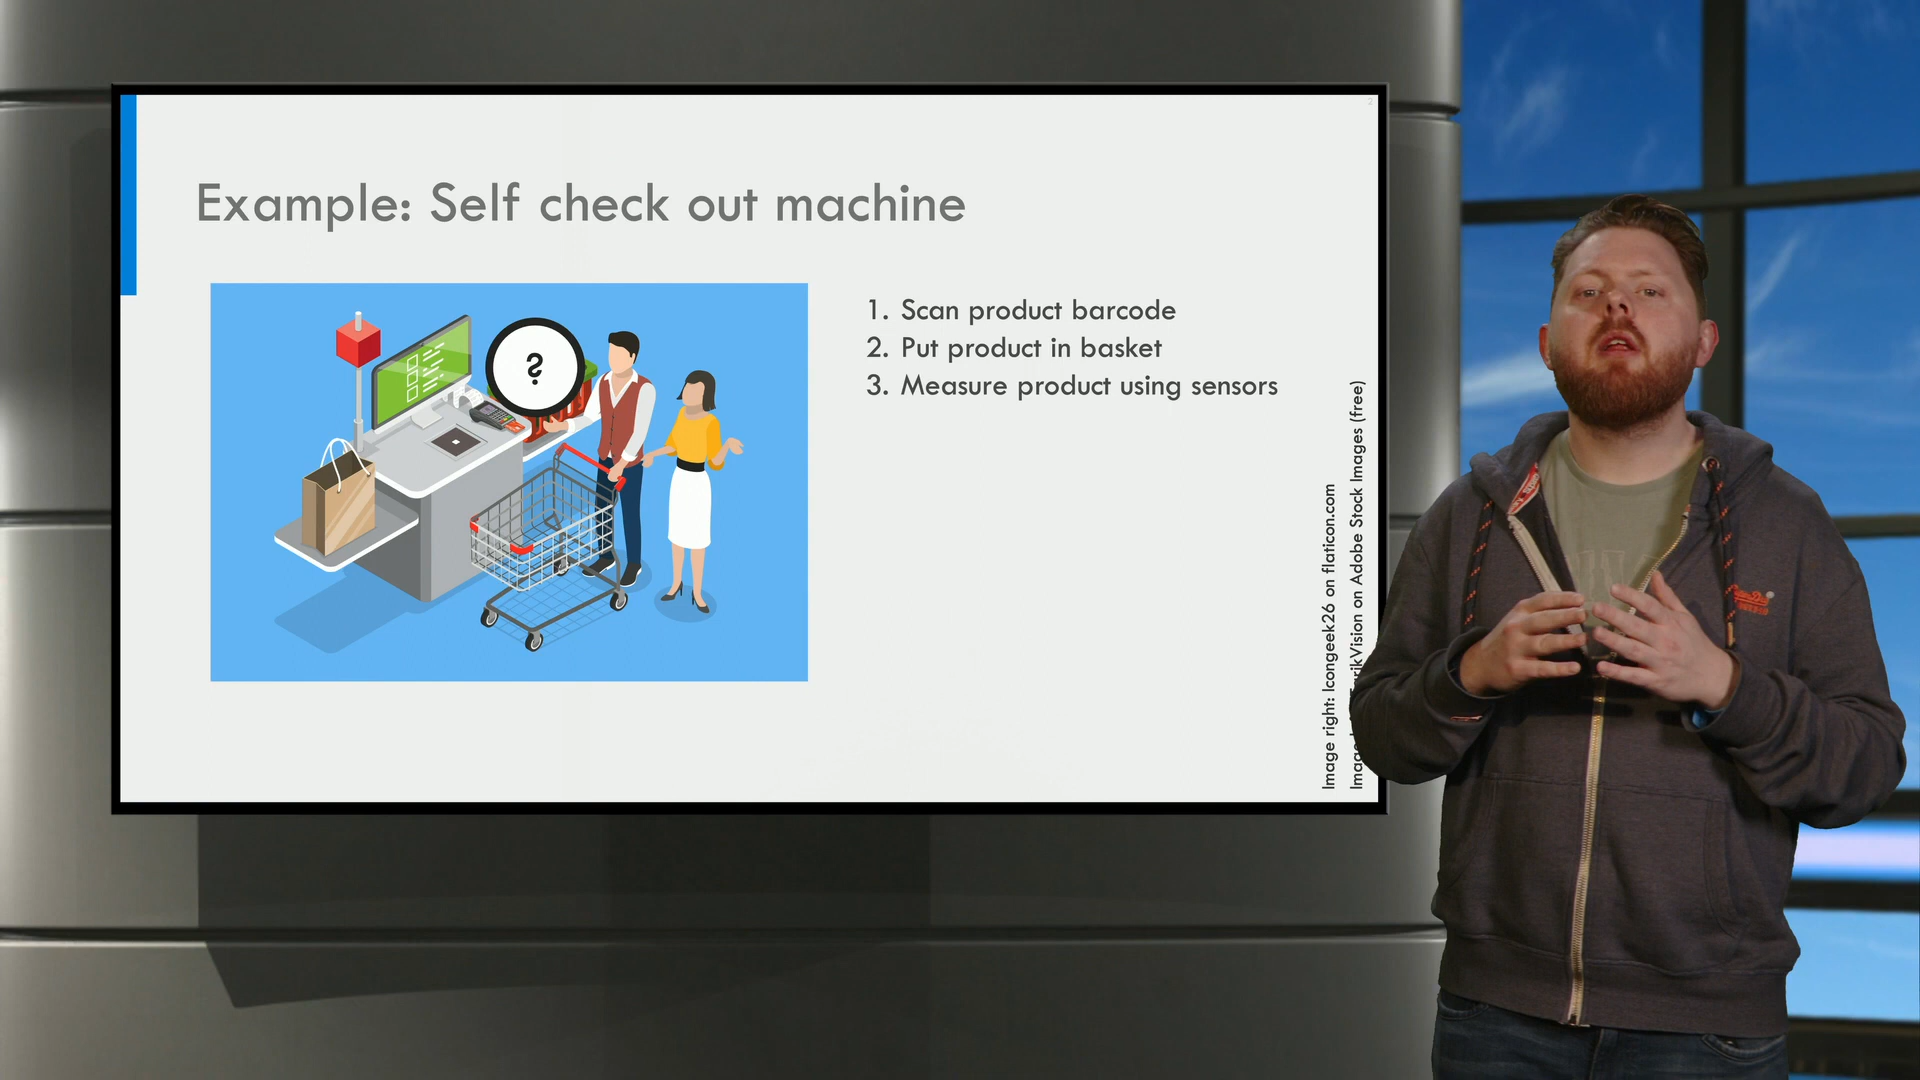 2
Example: Self check out machine
?
1. Scan product barcode
2. Put product in basket
3. Measure product using sensors
Image right: Icongeek26 on flaticon.com
on Adobe Stock Images (free)